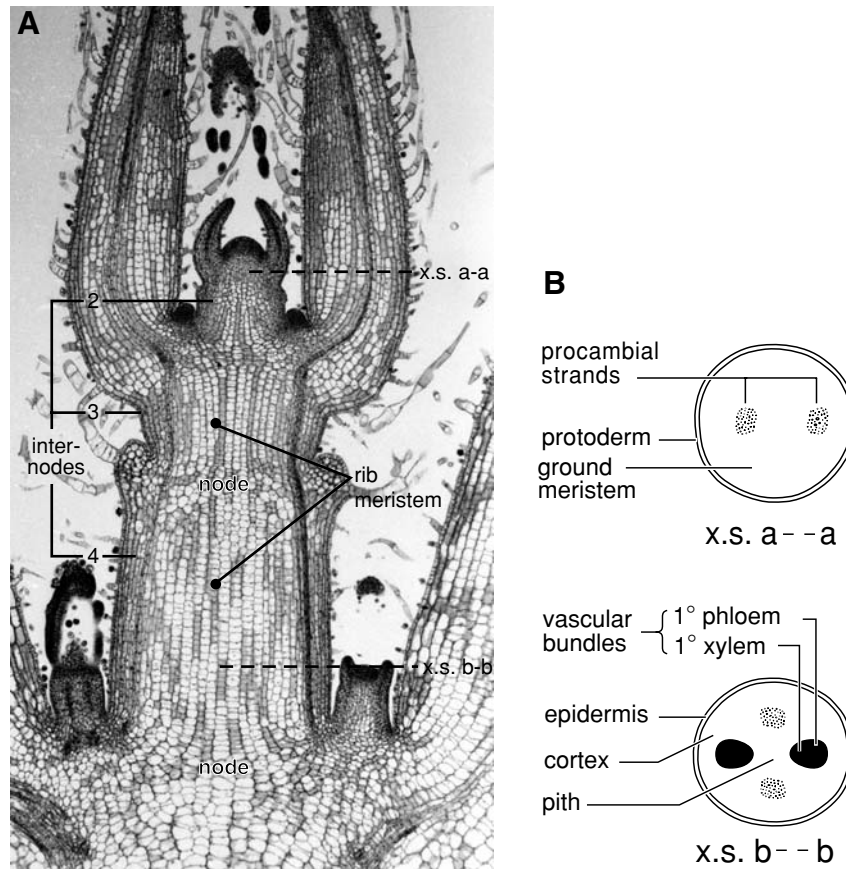 A
x.s. a-a
2
3
inter-
nodes
node
rib
meristem
4
x.s. b-b
node
B
procambial
strands
protoderm
ground
meristem
x.s. a--a
vascular
bundles
1° phloem
1° xylem
epidermis
cortex
pith
x.s. b--b